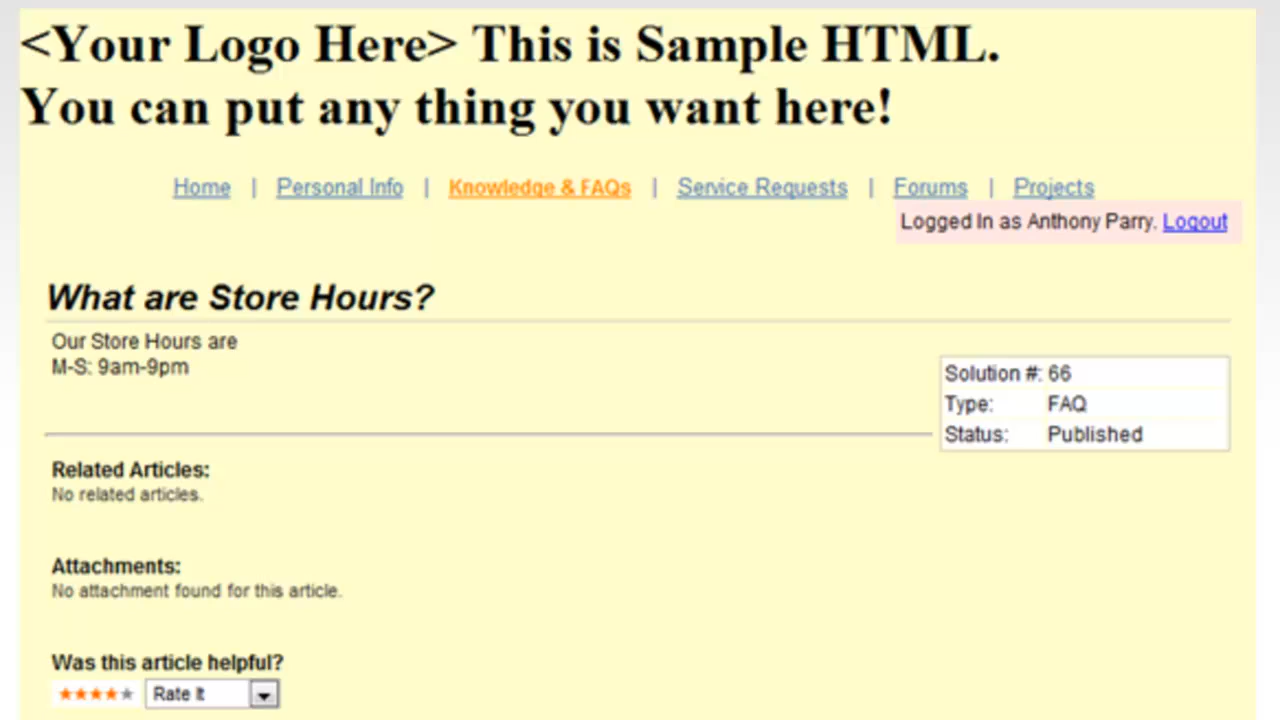 <Your Logo Here> This is Sample HTML.
You can put any thing you want here!
Home | Personal Info | Knowledge & FAQs | Service Requests | Forums | Projects
Logged In as Anthony Parry. Logout
What are Store Hours?
Our Store Hours are
M-S: 9am-9pm
Solution #: 66
Type: FAQ
Status: Published
Related Articles:
No related articles.
Attachments:
No attachment found for this article.
Was this article helpful?
Rate It